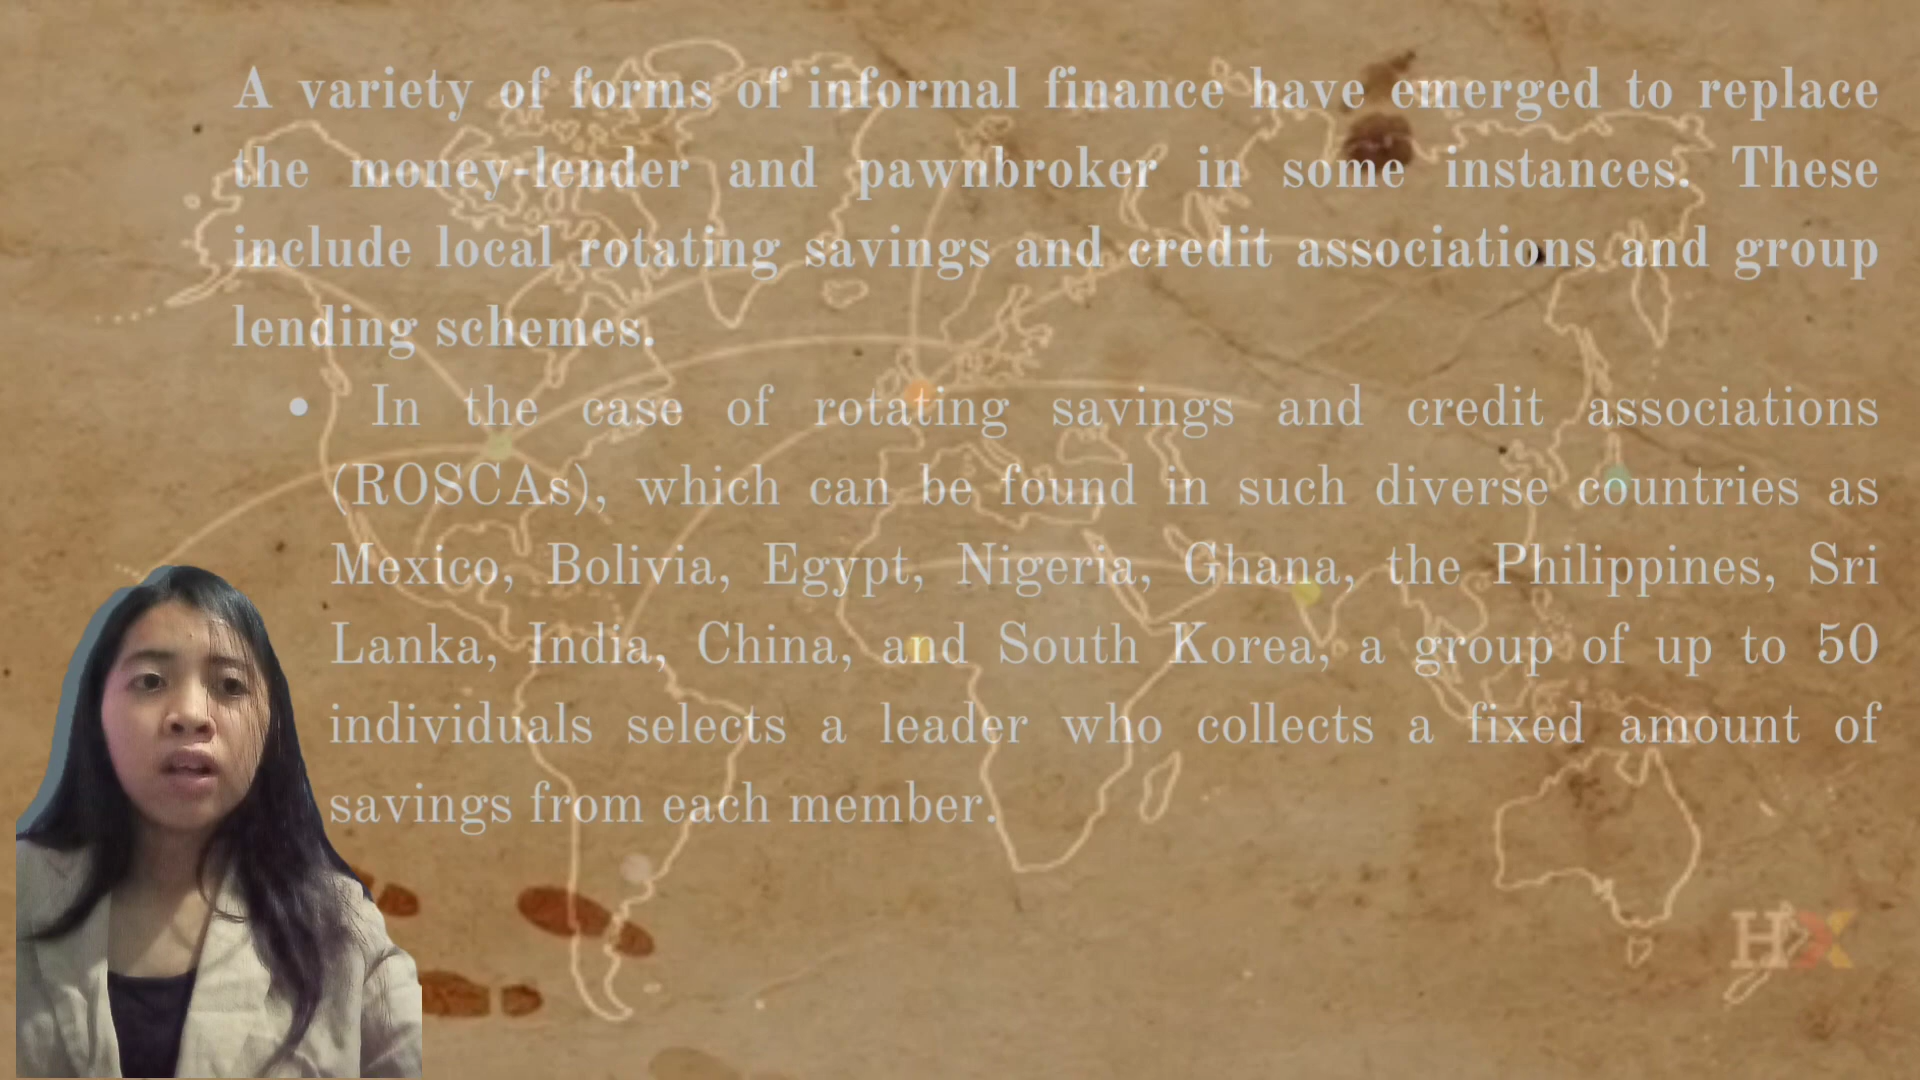 A variety of forms of informal finance have emerged to replace
the money-lender and pawnbroker in some instances. These
include local rotating savings and credit associations and group
lending schemes.
• In the case of rotating savings and credit associations
(ROSCAs), which can be found in such diverse countries as
Mexico, Bolivia, Egypt, Nigeria, Ghana, the Philippines, Sri
Lanka, India, China, and South Korea, a group of up to 50
individuals selects a leader who collects a fixed amount of
savings from each member.
HX